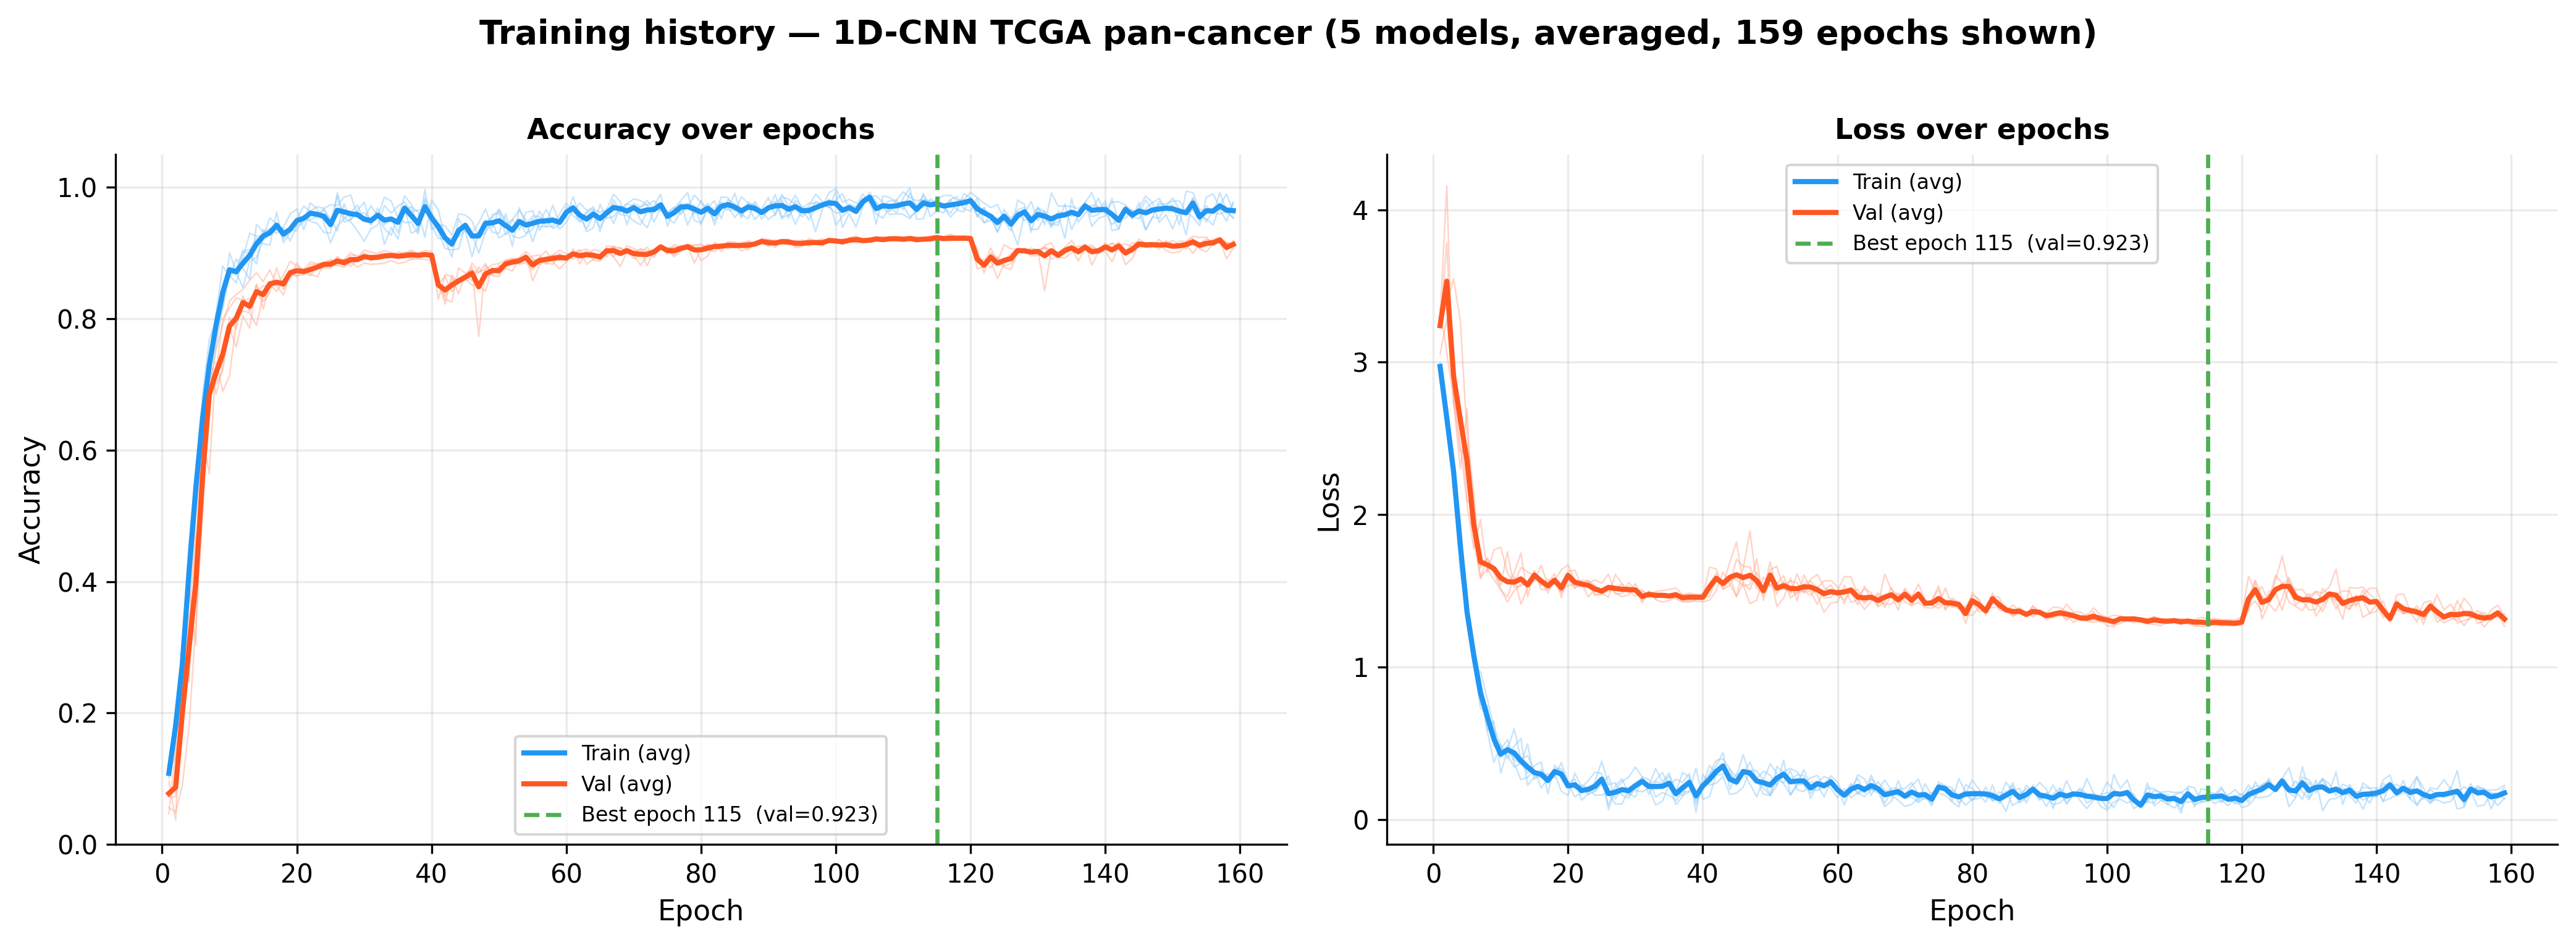 Training history — 1D-CNN TCGA pan-cancer (5 models, averaged, 159 epochs shown)
Accuracy over epochs
1.0
0.8
0.6
0.4
0.2
0.0
Accuracy
Train (avg)
Val (avg)
Best epoch 115 (val=0.923)
0 20 40 60 80 100 120 140 160
Epoch
Loss over epochs
4
3
2
1
0
Loss
Train (avg)
Val (avg)
Best epoch 115 (val=0.923)
0 20 40 60 80 100 120 140 160
Epoch